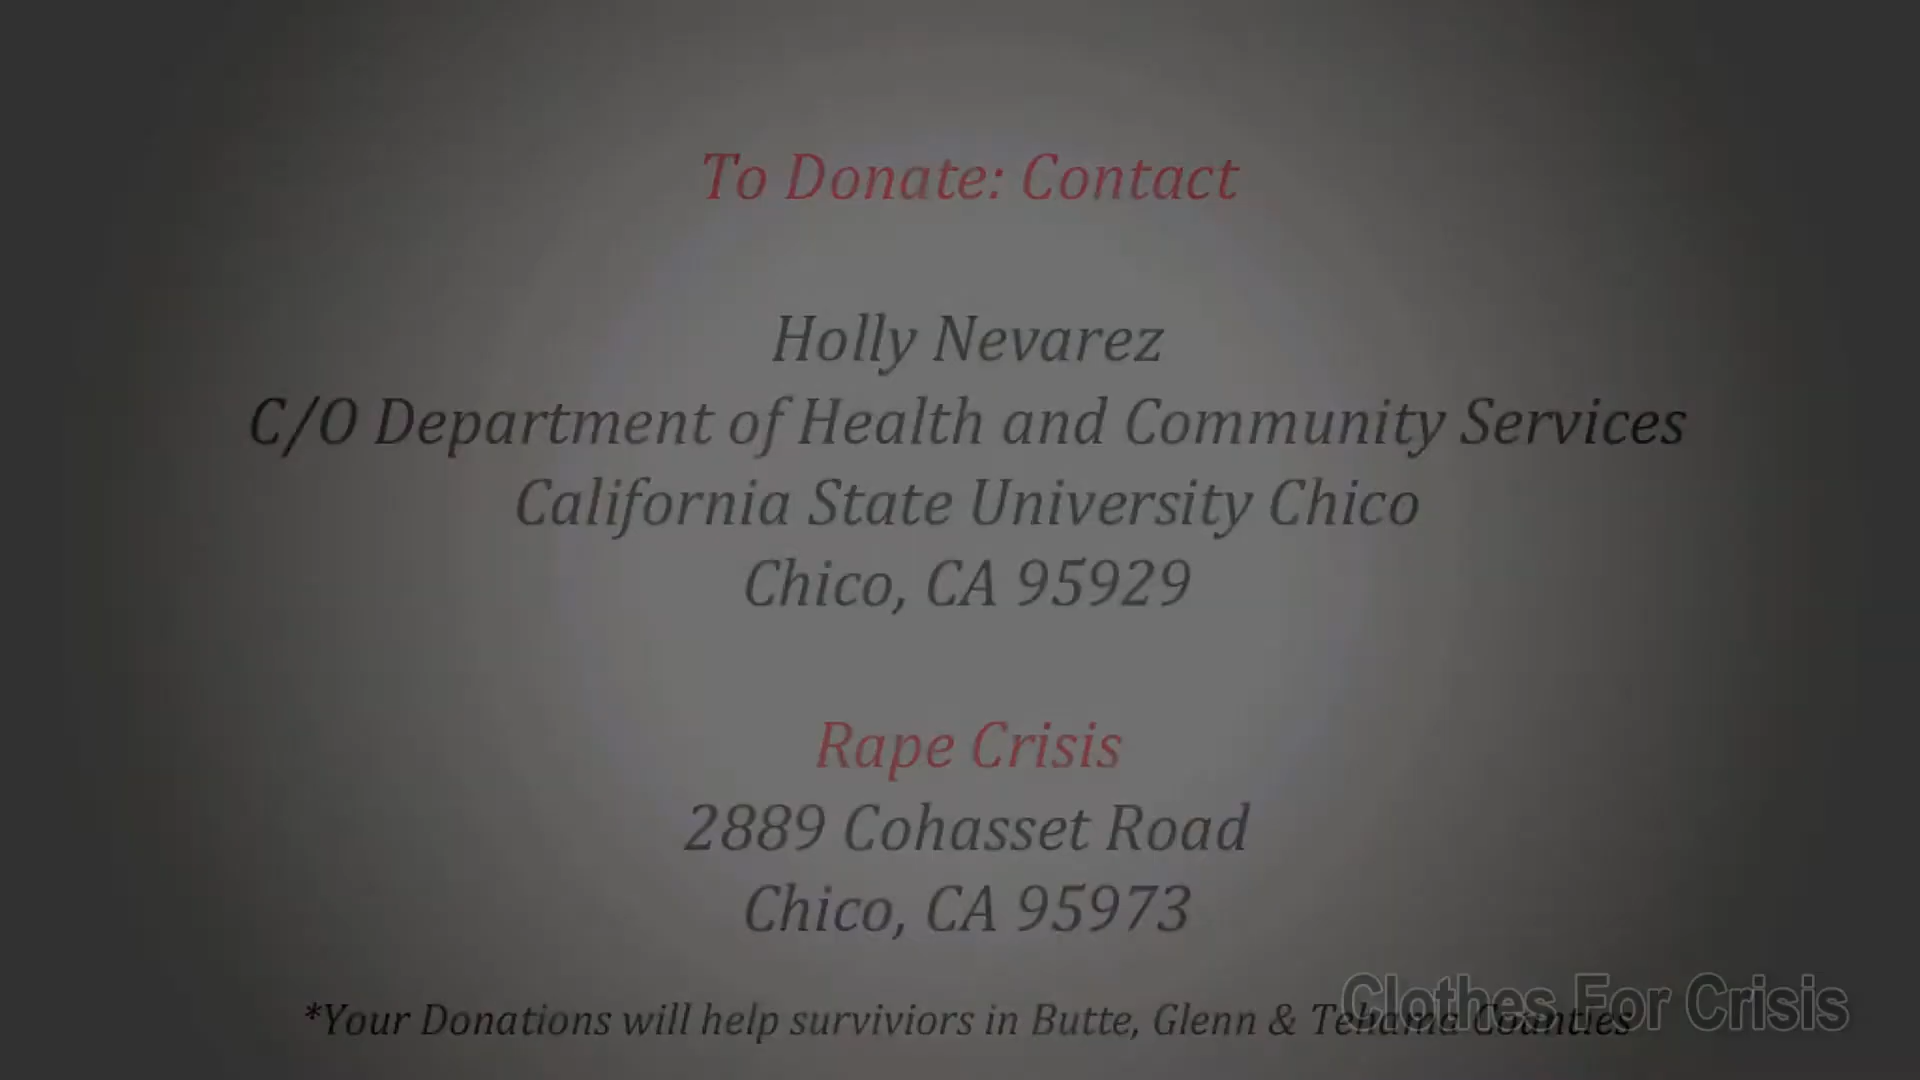 To Donate: Contact
Holly Nevarez
C/O Department of Health and Community Services
California State University Chico
Chico, CA 95929
Rape Crisis
2889 Cohasset Road
Chico, CA 95973
*Your Donations will help surviviors in Butte, Glenn & Tehama Counties
Clothes For Crisis